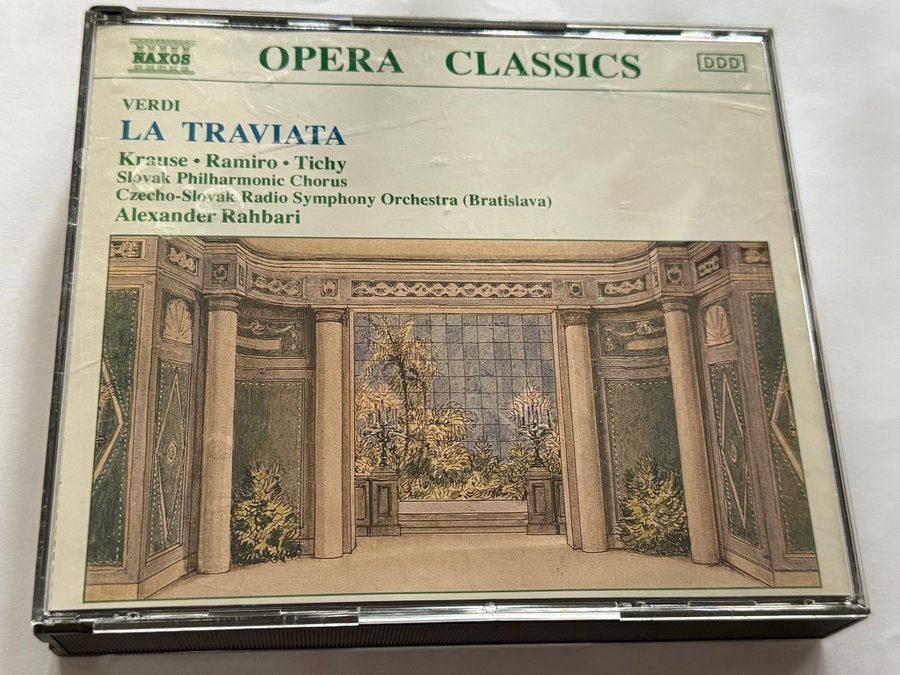 NAXOS
OPERA CLASSICS
DDD
VERDI
LA TRAVIATA
Krause • Ramiro • Tichy
Slovak Philharmonic Chorus
Czecho-Slovak Radio Symphony Orchestra (Bratislava)
Alexander Rahbari